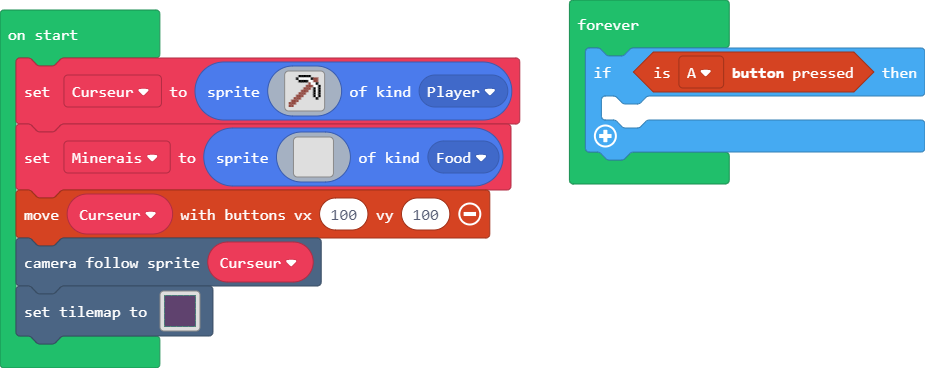 on start
set Curseur to sprite of kind Player
set Minerais to sprite of kind Food
move Curseur with buttons vx 100 vy 100
camera follow sprite Curseur
set tilemap to
forever
if is A button pressed then